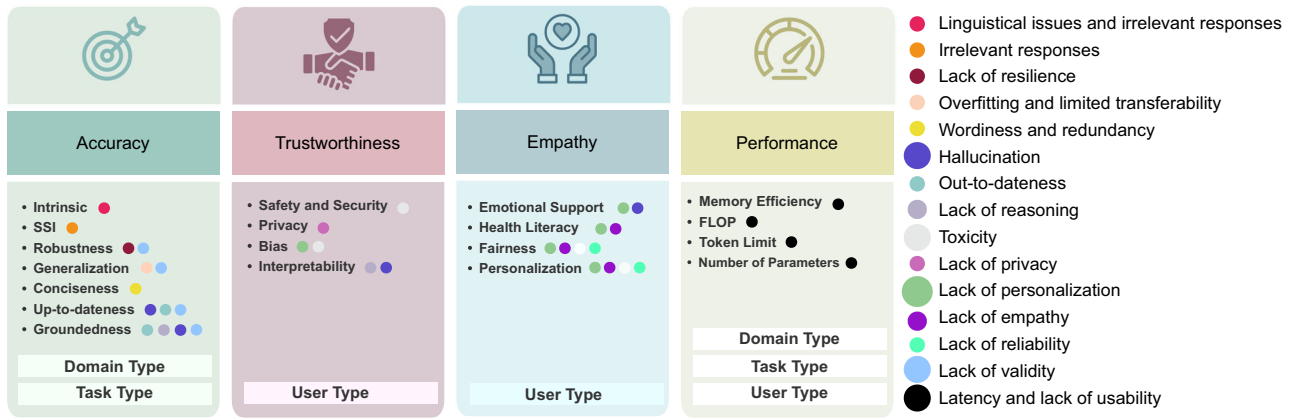 Accuracy
• Intrinsic
• SSI
• Robustness
• Generalization
• Conciseness
• Up-to-dateness
• Groundedness
Domain Type
Task Type
Trustworthiness
• Safety and Security
• Privacy
• Bias
• Interpretability
User Type
Empathy
• Emotional Support
• Health Literacy
• Fairness
• Personalization
User Type
Performance
• Memory Efficiency
• FLOP
• Token Limit
• Number of Parameters
Domain Type
Task Type
User Type
Linguistical issues and irrelevant responses
Irrelevant responses
Lack of resilience
Overfitting and limited transferability
Wordiness and redundancy
Hallucination
Out-to-dateness
Lack of reasoning
Toxicity
Lack of privacy
Lack of personalization
Lack of empathy
Lack of reliability
Lack of validity
Latency and lack of usability